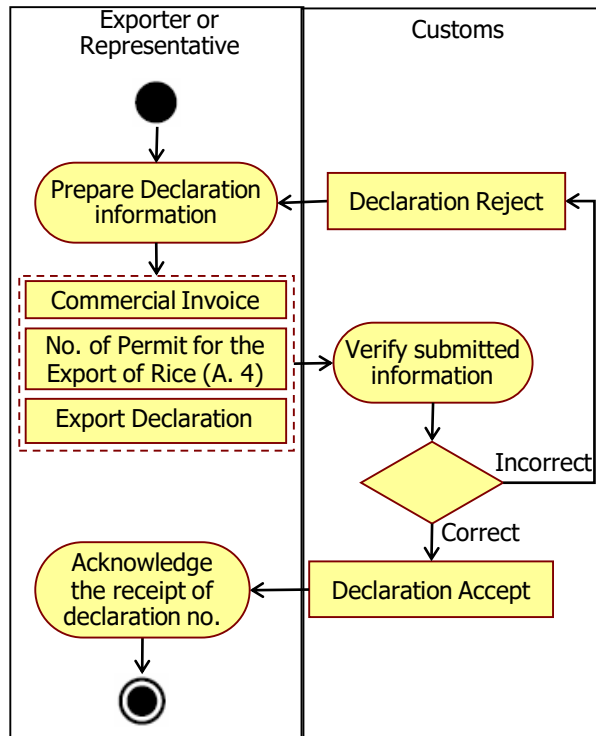 Exporter or
Representative
Customs
Prepare Declaration
information
Declaration Reject
Commercial Invoice
No. of Permit for the
Export of Rice (A. 4)
Verify submitted
information
Export Declaration
Incorrect
Correct
Acknowledge
the receipt of
declaration no.
Declaration Accept